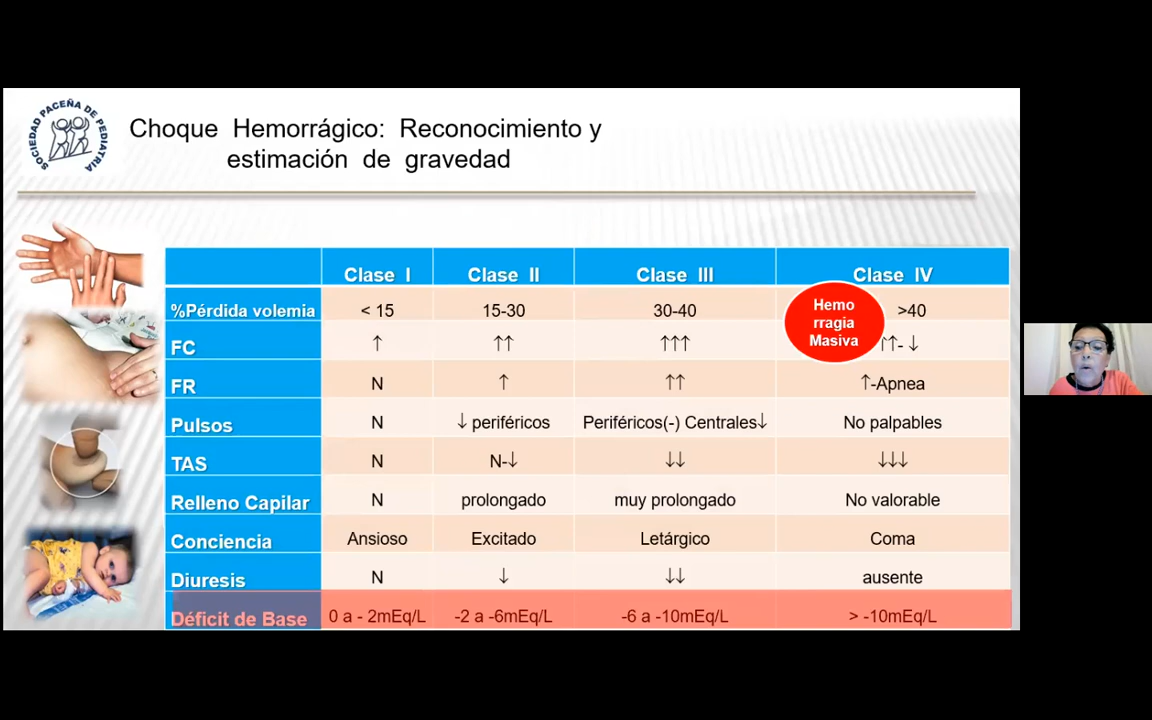 SOCIEDAD PACEÑA DE PEDIATRIA
Choque Hemorrágico: Reconocimiento y
estimación de gravedad
Clase I Clase II Clase III Clase IV
%Pérdida volemia < 15 15-30 30-40 >40
Hemo
rragia
Masiva
FC ↑ ↑↑ ↑↑↑ ↑↑- ↓
FR N ↑ ↑↑ ↑-Apnea
Pulsos N ↓ periféricos Periféricos(-) Centrales↓ No palpables
TAS N N-↓ ↓↓ ↓↓↓
Relleno Capilar N prolongado muy prolongado No valorable
Conciencia Ansioso Excitado Letárgico Coma
Diuresis N ↓ ↓↓ ausente
Déficit de Base 0 a - 2mEq/L -2 a -6mEq/L -6 a -10mEq/L > -10mEq/L